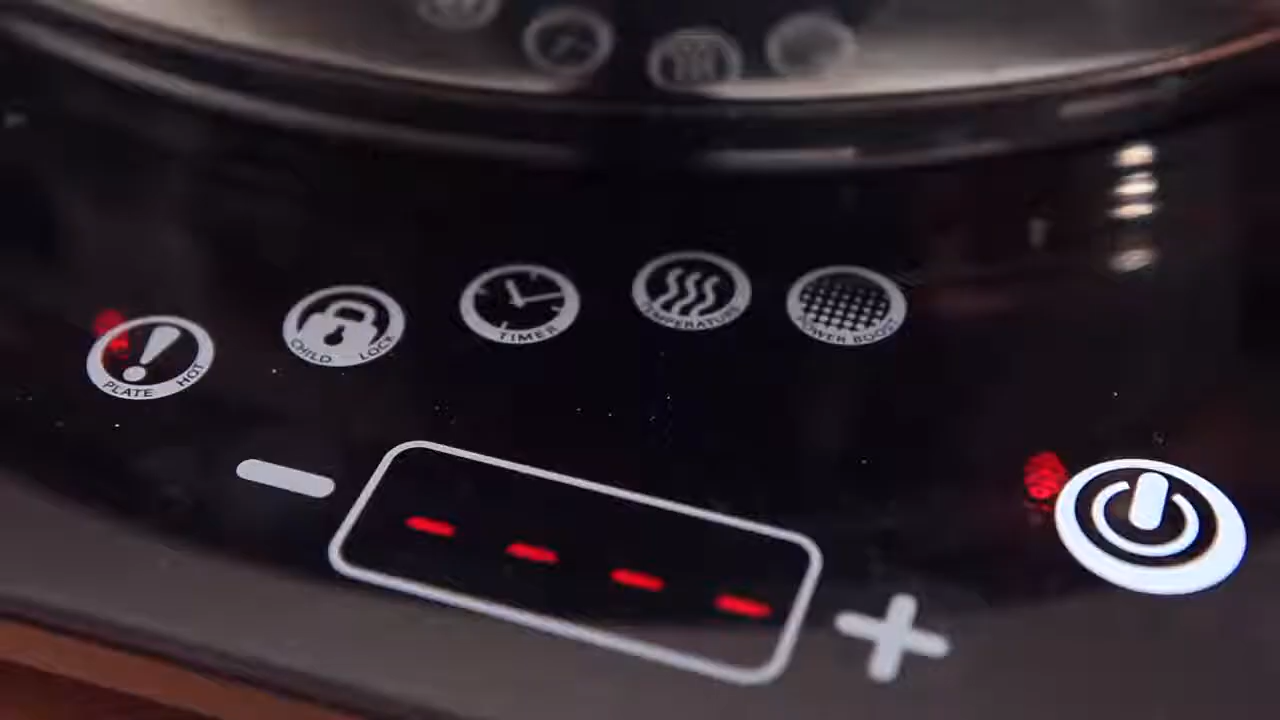 PLATE HOT
CHILD LOCK
TIMER
TEMPERATURE
POWER BOOST
----